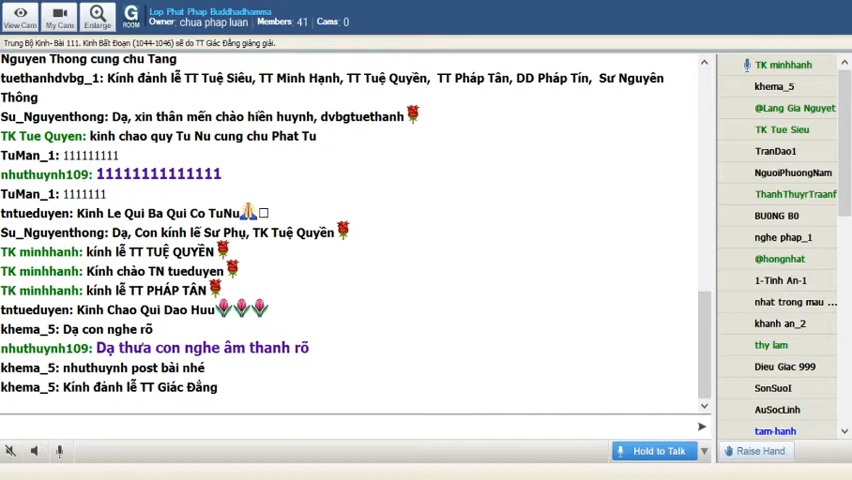 View Cam
My Cam
Enlarge
G
ROOM
Lop Phat Phap Buddhadhamma
Owner: chua phap luan Members: 41 Cams: 0
Trung Bộ Kinh- Bài 111. Kinh Bất Đoạn (1044-1046) sẽ do TT Giác Đẳng giảng giải.
Nguyen Thong cung chu Tang
tuethanhdvbg_1: Kính đảnh lễ TT Tuệ Siêu, TT Minh Hạnh, TT Tuệ Quyền, TT Pháp Tân, DD Pháp Tín, Sư Nguyên
Thông
Su_Nguyenthong: Dạ, xin thân mến chào hiền huynh, dvbgtuethanh
TK Tue Quyen: kinh chao quy Tu Nu cung chu Phat Tu
TuMan_1: 111111111
nhuthuynh109: 11111111111111
TuMan_1: 1111111
tntueduyen: Kinh Le Qui Ba Qui Co TuNu🙏□
Su_Nguyenthong: Dạ, Con kính lế Sư Phụ, TK Tuệ Quyền
TK minhhanh: kính lễ TT TUỆ QUYỀN
TK minhhanh: Kính chào TN tueduyen
TK minhhanh: kính lễ TT PHÁP TÂN
tntueduyen: Kinh Chao Qui Dao Huu
khema_5: Dạ con nghe rõ
nhuthuynh109: Dạ thưa con nghe âm thanh rõ
khema_5: nhuthuynh post bài nhé
khema_5: Kính đảnh lễ TT Giác Đẳng
TK minhhanh
khema_5
@Lang Gia Nguyet
TK Tue Sieu
TranDao1
NguoiPhuongNam
ThanhThuyrTraanf
BU0NG B0
nghe phap_1
@hongnhat
1-Tinh An-1
nhat trong mau ...
khanh an_2
thy lam
Dieu Giac 999
SonSuoI
AuSocLinh
tam-hanh
Hold to Talk
Raise Hand